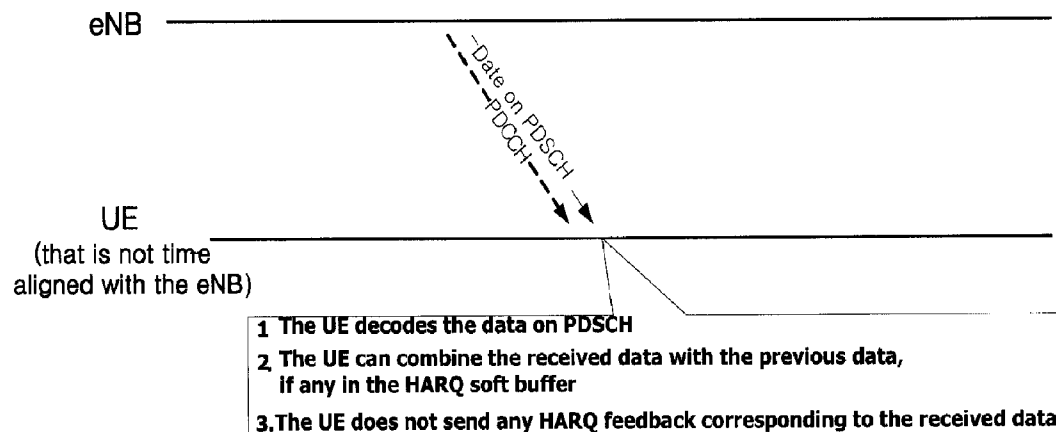 eNB
-Date on PDSCH
PDCCH
UE
(that is not time
aligned with the eNB)
1 The UE decodes the data on PDSCH
2 The UE can combine the received data with the previous data,
if any in the HARQ soft buffer
3.The UE does not send any HARQ feedback corresponding to the received data